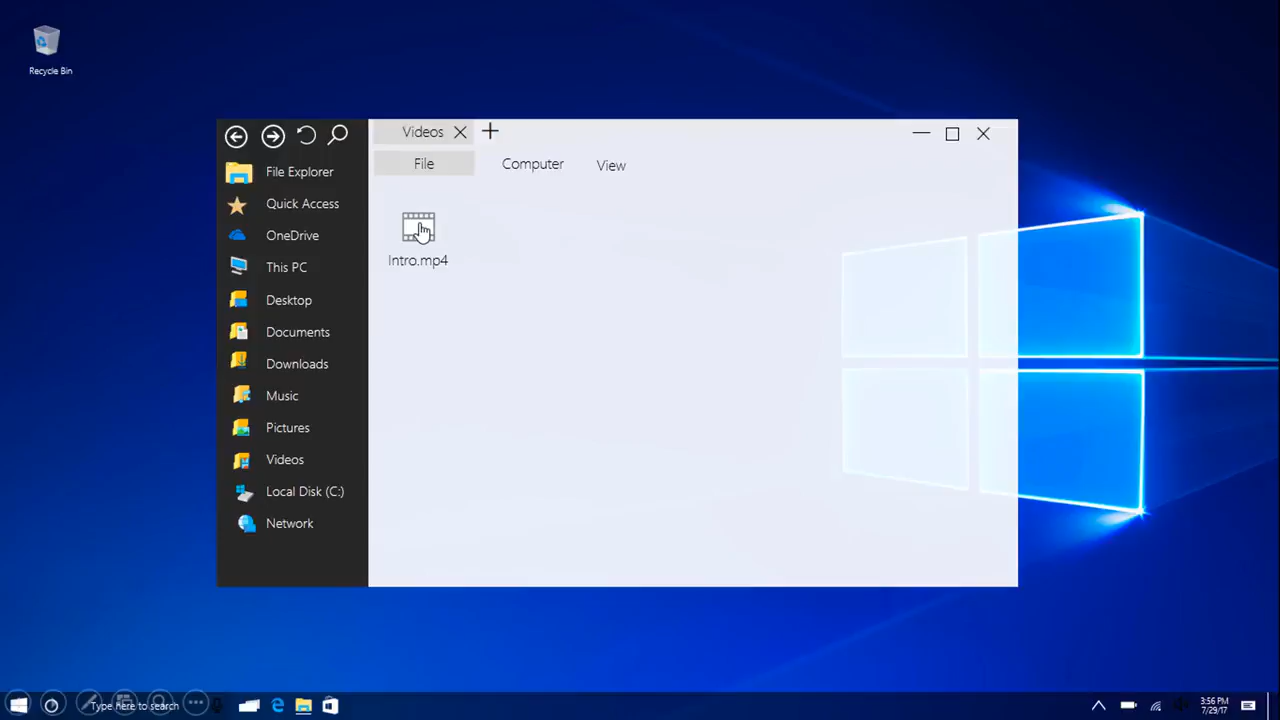 Recycle Bin
Videos
File Computer View
File Explorer
Quick Access
OneDrive
This PC
Desktop
Documents
Downloads
Music
Pictures
Videos
Local Disk (C:)
Network
Intro.mp4
Type here to search
3:56 PM
7/29/17